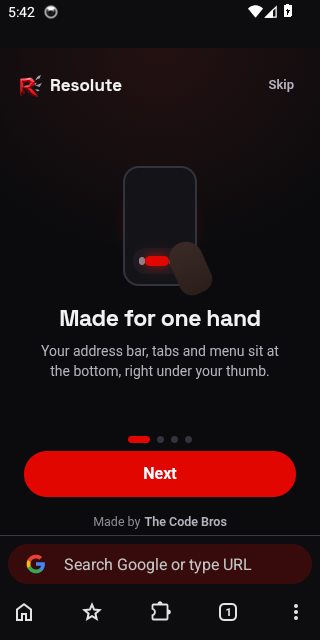 5:42
Resolute
Skip
Made for one hand
Your address bar, tabs and menu sit at
the bottom, right under your thumb.
Next
Made by The Code Bros
Search Google or type URL
1